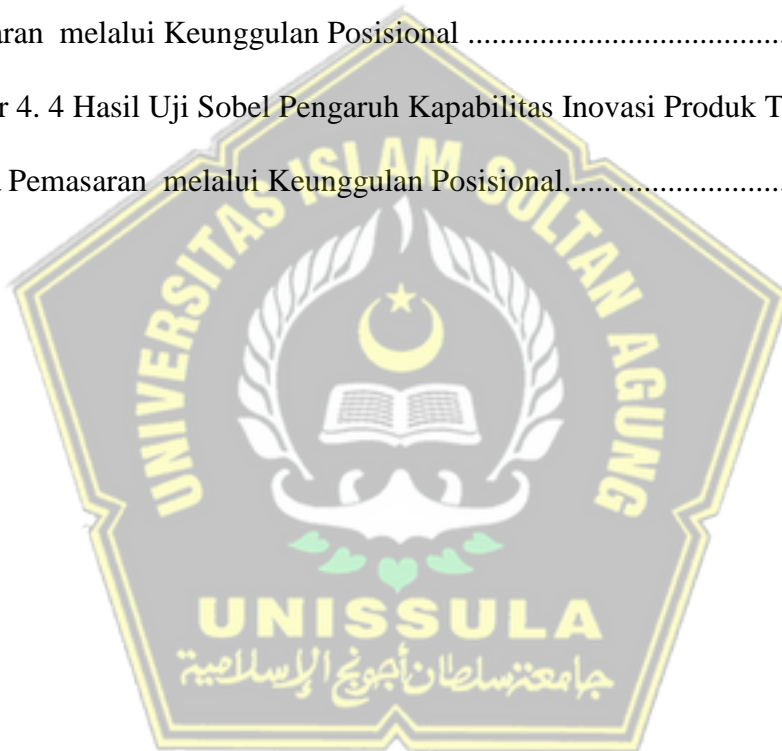 aran melalui Keunggulan Posisional ........................................
r 4. 4 Hasil Uji Sobel Pengaruh Kapabilitas Inovasi Produk T
Pemasaran melalui Keunggulan Posisional...........................
UNIVERSITAS ISLAM SULTAN AGUNG
UNISSULA
جامعة سلطان أجونج الإسلامية